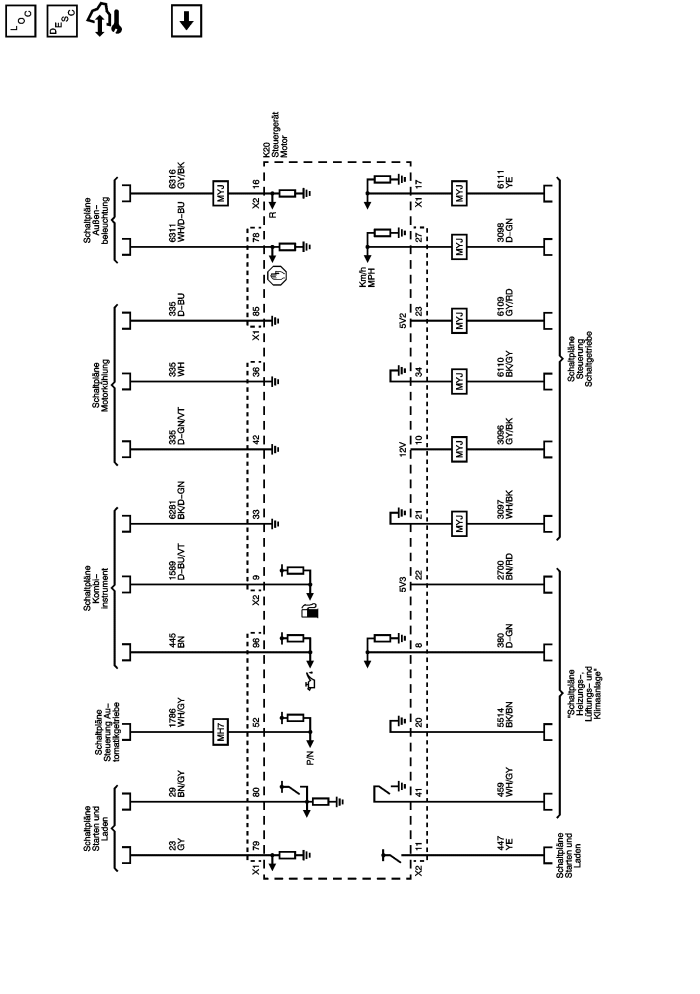 LOC
DESC
K20
Steuergerät
Motor
Schaltpläne
Außen–
beleuchtung
6316
GY/BK
MYJ
X2
16
R
6311
WH/D–BU
78
Schaltpläne
Motorkühlung
335
D–BU
85
X1
335
WH
36
335
D–GN/VT
42
Schaltpläne
Kombi–
instrument
6281
BK/D–GN
33
1589
D–BU/VT
9
X2
445
BN
96
Schaltpläne
Steuerung Au–
tomatikgetriebe
1786
WH/GY
MH7
52
P/N
Schaltpläne
Starten und
Laden
29
BN/GY
80
23
GY
79
X1
17
X1
MYJ
6111
YE
Km/h
MPH
27
MYJ
3098
D–GN
5V2
23
MYJ
6109
GY/RD
34
MYJ
6110
BK/GY
12V
10
MYJ
3096
GY/BK
21
MYJ
3097
WH/BK
Schaltpläne
Steuerung
Schaltgetriebe
5V3
22
2700
BN/RD
8
380
D–GN
20
5514
BK/BN
41
459
WH/GY
"Schaltpläne
Heizungs–,
Lüftungs– und
Klimaanlage"
11
X2
447
YE
Schaltpläne
Starten und
Laden